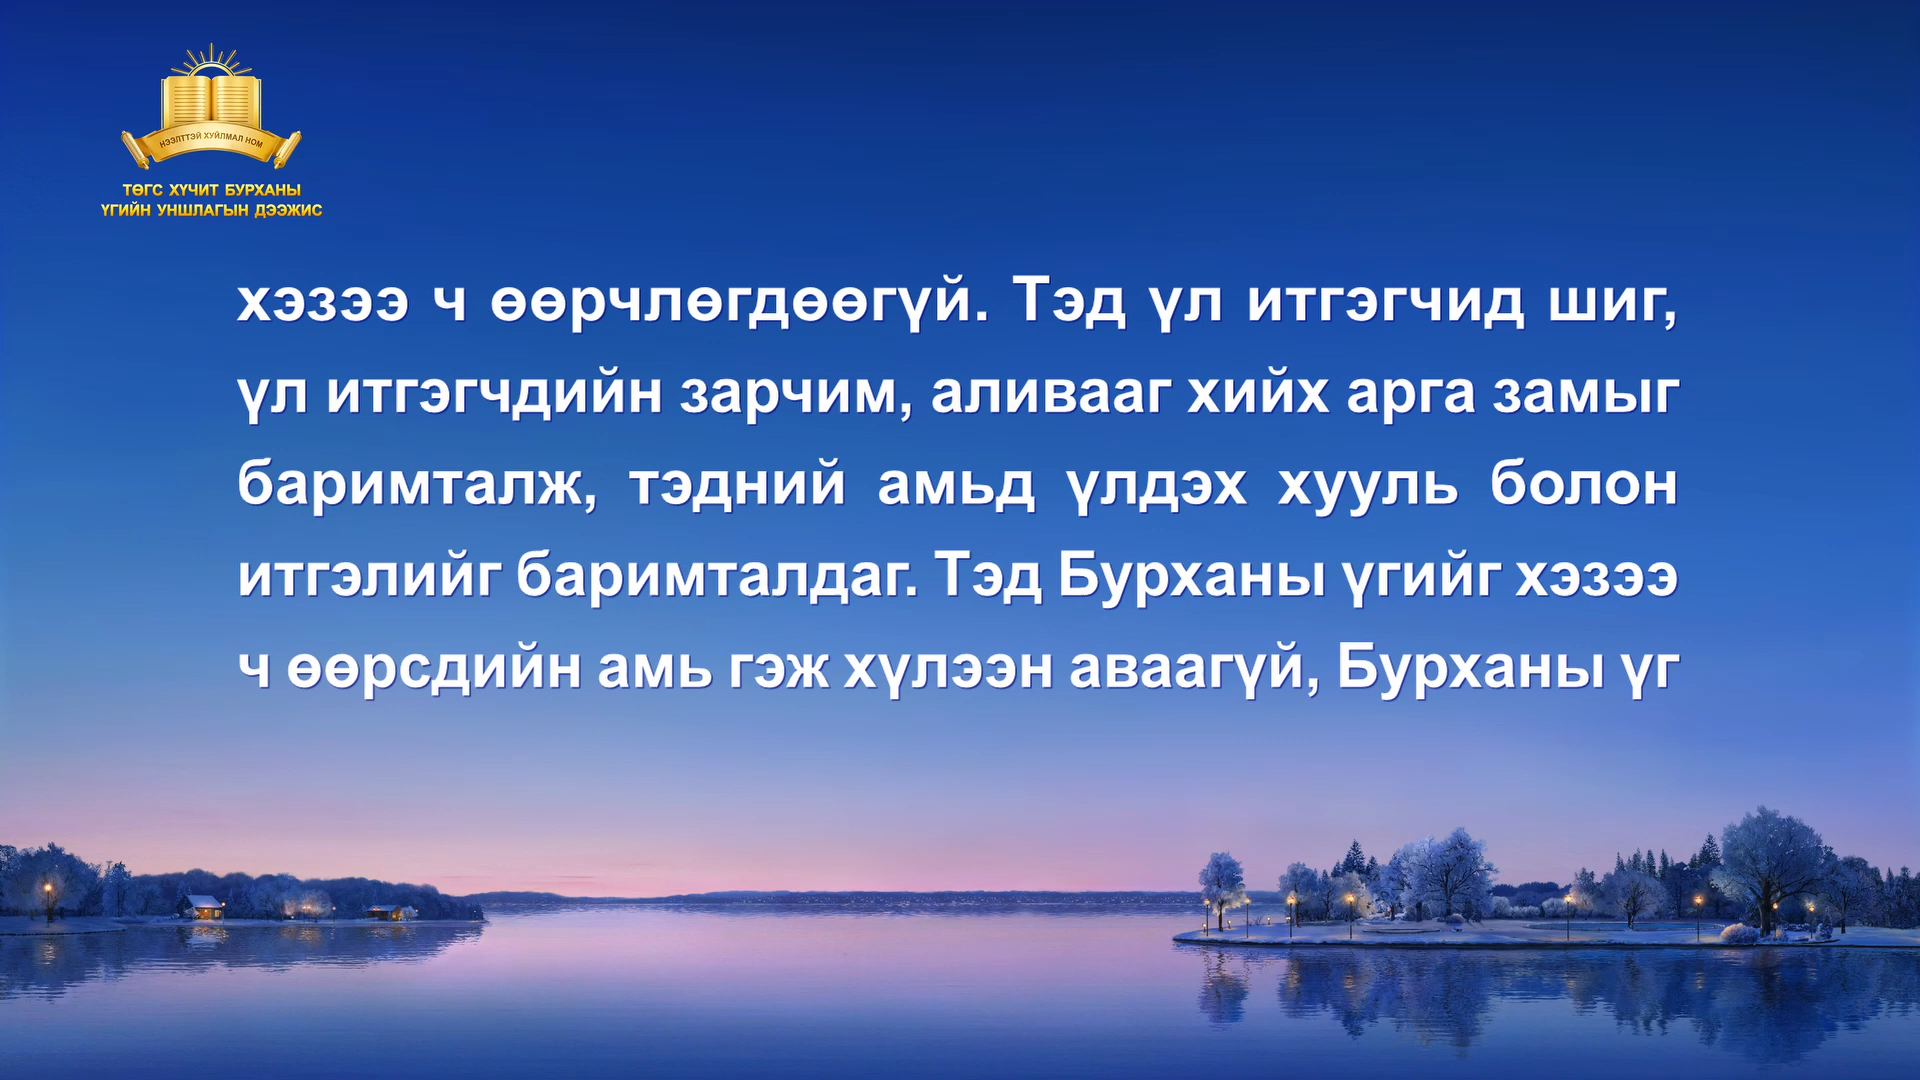 НЭЭЛТТЭЙ ХУЙЛМАЛ НОМ
ТӨГС ХҮЧИТ БУРХАНЫ
ҮГИЙН УНШЛАГЫН ДЭЭЖИС
хэзээ ч өөрчлөгдөөгүй. Тэд үл итгэгчид шиг,
үл итгэгчдийн зарчим, аливааг хийх арга замыг
баримталж, тэдний амьд үлдэх хууль болон
итгэлийг баримталдаг. Тэд Бурханы үгийг хэзээ
ч өөрсдийн амь гэж хүлээн аваагүй, Бурханы үг